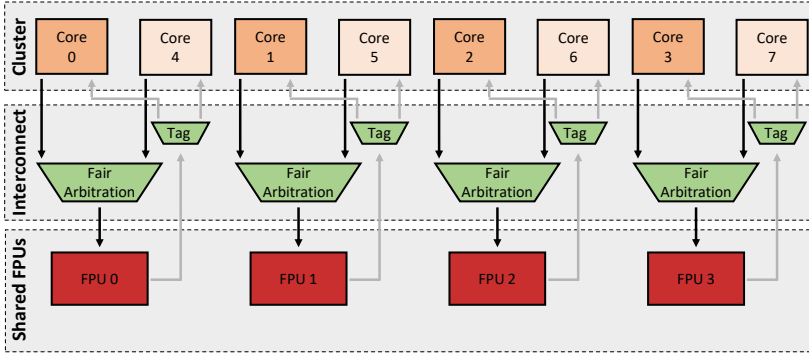 Cluster
Core
0
Core
4
Core
1
Core
5
Core
2
Core
6
Core
3
Core
7
Interconnect
Tag
Tag
Tag
Tag
Fair
Arbitration
Fair
Arbitration
Fair
Arbitration
Fair
Arbitration
Shared FPUs
FPU 0
FPU 1
FPU 2
FPU 3